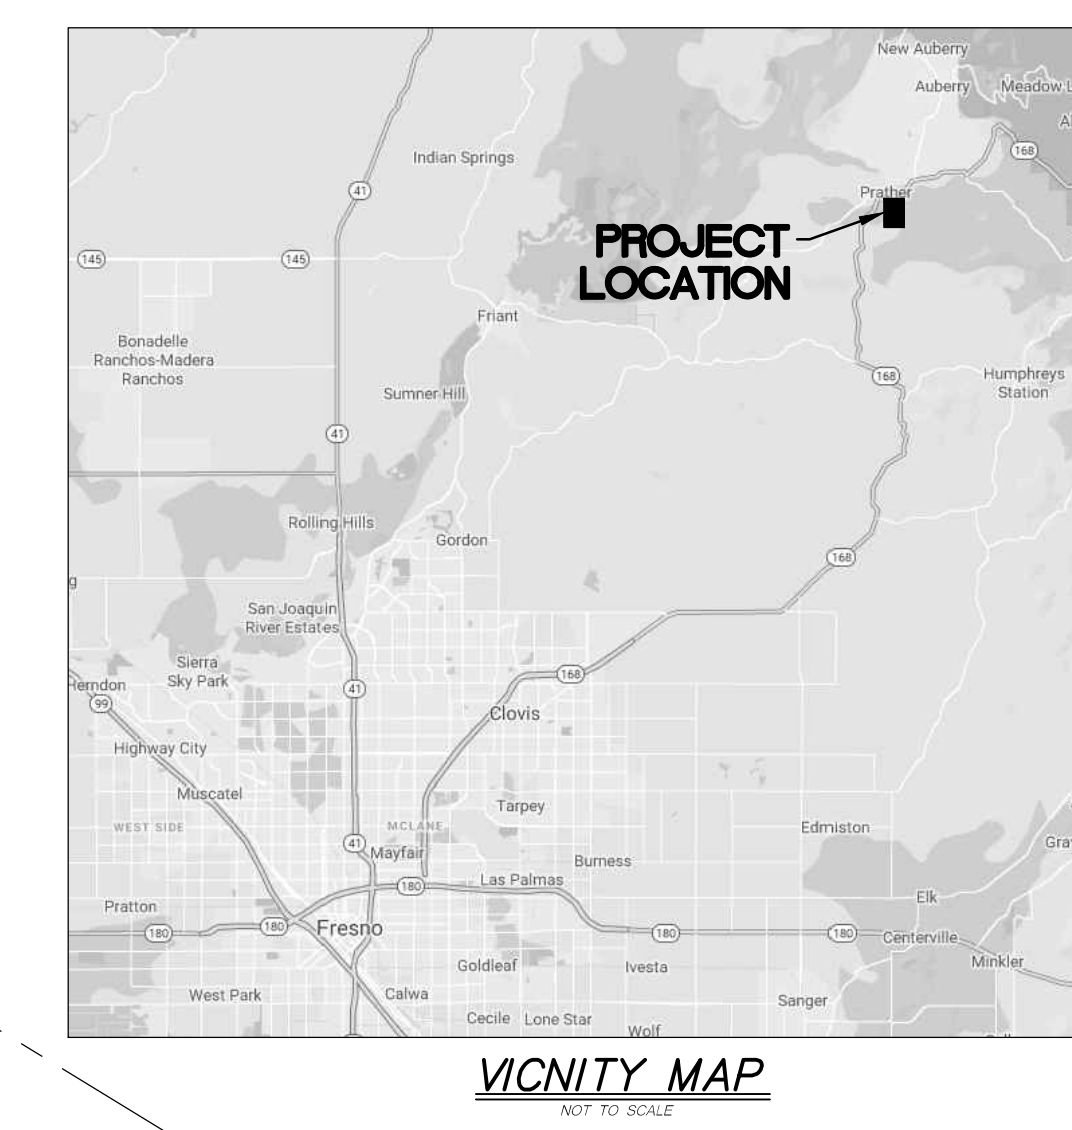 New Auberry
Auberry
Meadow L
A
168
Indian Springs
41
Prather
PROJECT
LOCATION
145
145
Friant
Bonadelle
Ranchos-Madera
Ranchos
168
Humphreys
Station
Sumner Hill
41
Rolling Hills
Gordon
168
g
San Joaquin
River Estates
Sierra
Sky Park
168
Herndon
41
99
Clovis
Highway City
Muscatel
Tarpey
WEST SIDE
MCLANE
Edmiston
41
Mayfair
Gra
Burness
180
Las Palmas
Elk
Pratton
180
180
Fresno
180
180
Centerville
Goldleaf
Ivesta
Minkler
West Park
Calwa
Sanger
Cecile
Lone Star
Wolf
VICNITY MAP
NOT TO SCALE